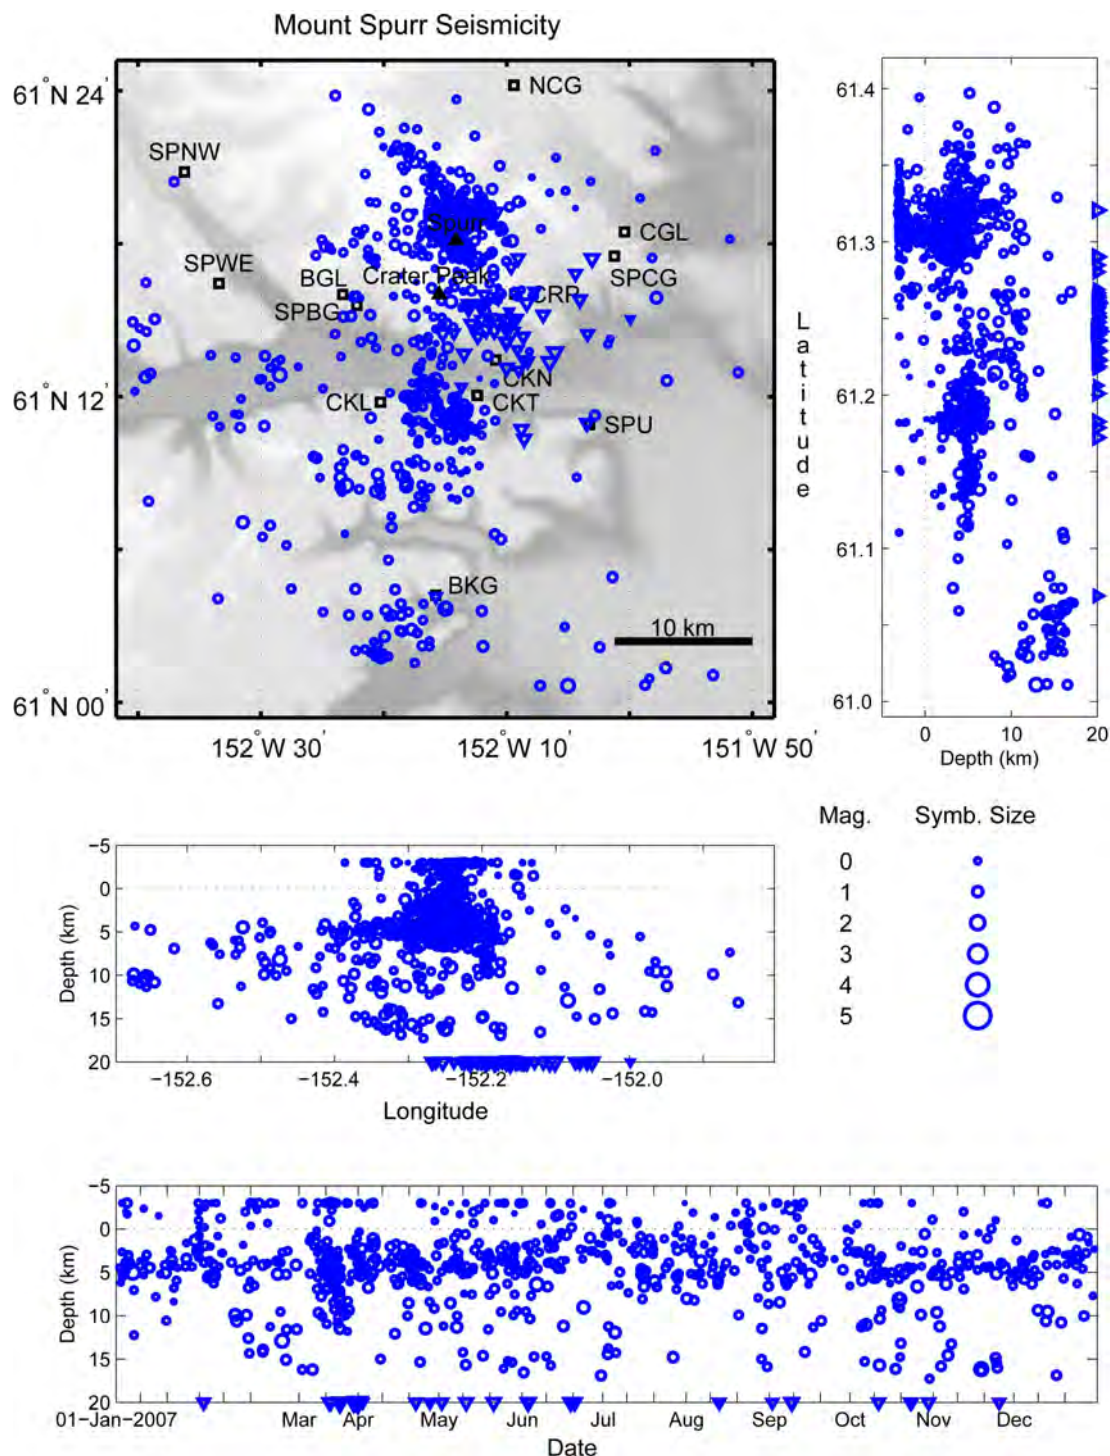 Mount Spurr Seismicity
61°N 24'
NCG
SPNW
Spurr
CGL
SPCG
SPWE
BGL
Crater Peak
CRP
SPBG
CKN
61°N 12'
CKL
CKT
SPU
BKG
10 km
61°N 00'
152°W 30'
152°W 10'
151°W 50'
Latitude
61.4
61.3
61.2
61.1
61.0
0
10
20
Depth (km)
Mag.
Symb. Size
0
1
2
3
4
5
Depth (km)
−5
0
5
10
15
20
−152.6
−152.4
−152.2
−152.0
Longitude
Depth (km)
−5
0
5
10
15
20
01-Jan-2007
Mar
Apr
May
Jun
Jul
Aug
Sep
Oct
Nov
Dec
Date